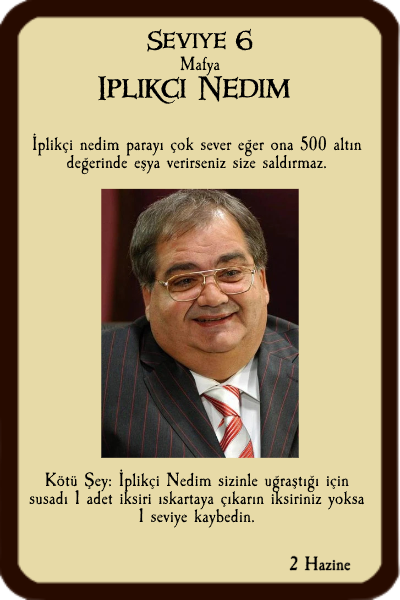 SEVIYE 6
Mafya
IPLIKCI NEDIM
İplikçi nedim parayı çok sever eğer ona 500 altın
değerinde eşya verirseniz size saldırmaz.
Kötü Şey: İplikçi Nedim sizinle uğraştığı için
susadı 1 adet iksiri ıskartaya çıkarın iksiriniz yoksa
1 seviye kaybedin.
2 Hazine